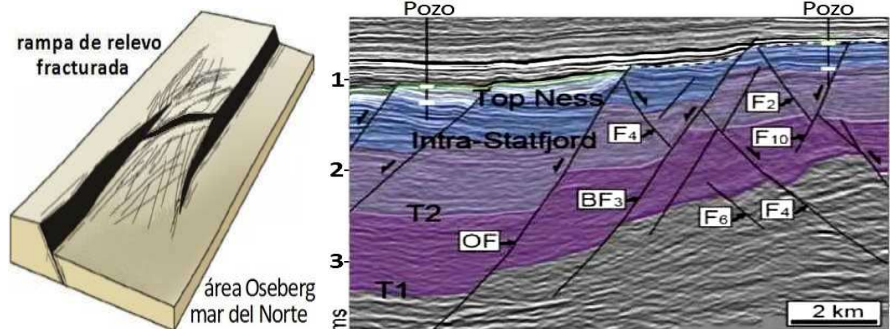 rampa de relevo
fracturada
área Oseberg
mar del Norte
Pozo
Pozo
1
2
3
ms
Top Ness
Intra-Statfjord
T2
T1
OF
BF3
F4
F2
F10
F6
F4
2 km